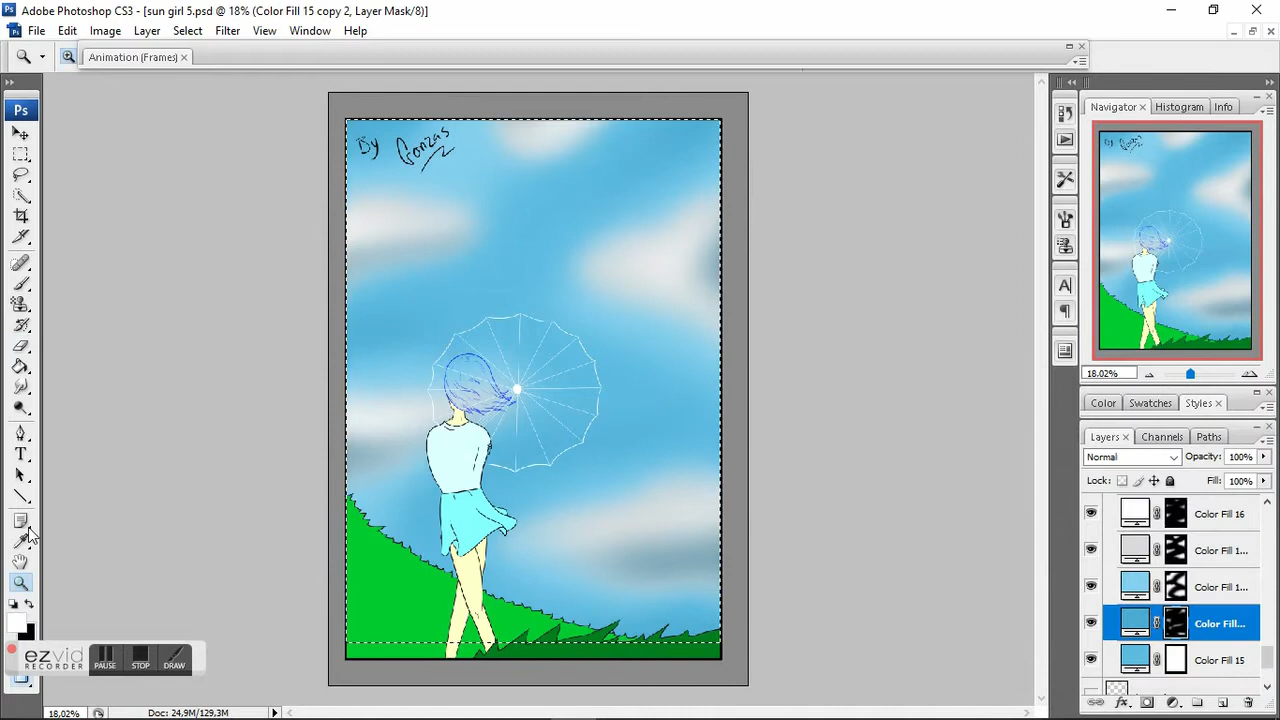 Adobe Photoshop CS3 - [sun girl 5.psd @ 18% (Color Fill 15 copy 2, Layer Mask/8)]
File Edit Image Layer Select Filter View Window Help
Animation (Frames)
Ps
By Gonzas
Navigator Histogram Info
18.02%
Color Swatches Styles
Layers Channels Paths
Normal Opacity: 100%
Lock: Fill: 100%
Color Fill 16
Color Fill 1...
Color Fill 1...
Color Fill...
Color Fill 15
ezvid
RECORDER
PAUSE STOP DRAW
18,02% Doc: 24,9M/129,3M